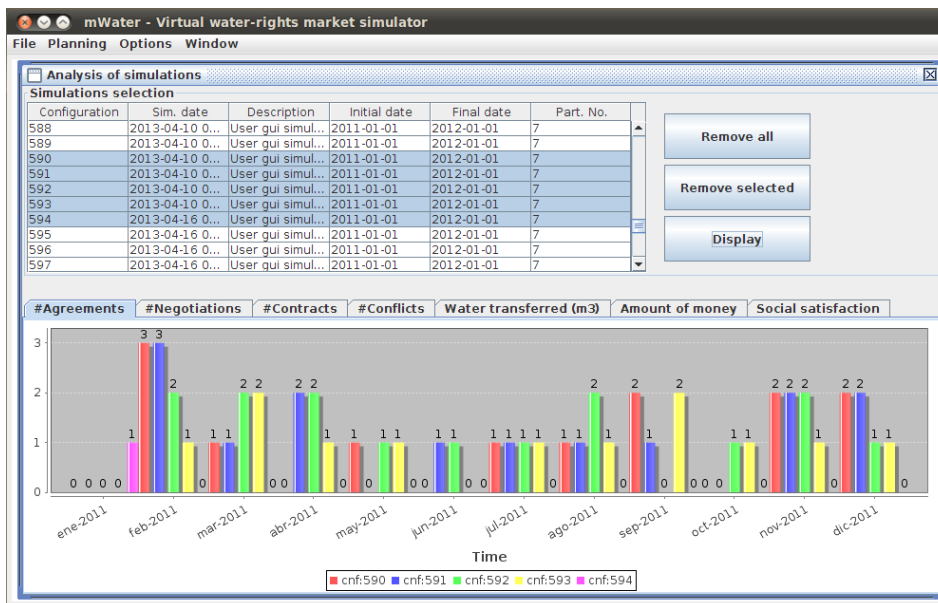 mWater - Virtual water-rights market simulator
File Planning Options Window
Analysis of simulations
Simulations selection
Configuration Sim. date Description Initial date Final date Part. No.
588 2013-04-10 0... User gui simul... 2011-01-01 2012-01-01 7
589 2013-04-10 0... User gui simul... 2011-01-01 2012-01-01 7
590 2013-04-10 0... User gui simul... 2011-01-01 2012-01-01 7
591 2013-04-10 0... User gui simul... 2011-01-01 2012-01-01 7
592 2013-04-10 0... User gui simul... 2011-01-01 2012-01-01 7
593 2013-04-10 0... User gui simul... 2011-01-01 2012-01-01 7
594 2013-04-16 0... User gui simul... 2011-01-01 2012-01-01 7
595 2013-04-16 0... User gui simul... 2011-01-01 2012-01-01 7
596 2013-04-16 0... User gui simul... 2011-01-01 2012-01-01 7
597 2013-04-16 0... User gui simul... 2011-01-01 2012-01-01 7
Remove all
Remove selected
Display
#Agreements #Negotiations #Contracts #Conflicts Water transferred (m3) Amount of money Social satisfaction
3 3
3
2 2 2 2 2 2 2 2 2 2 2 2 2
2
1 1 1 1 1 1 1 1 1 1 1 1 1 1 1 1 1 1 1 1 1 1 1
1
0 0 0 0 0 0 0 0 0 0 0 0 0 0 0 0 0 0 0 0 0 0
0
ene-2011 feb-2011 mar-2011 abr-2011 may-2011 jun-2011 jul-2011 ago-2011 sep-2011 oct-2011 nov-2011 dic-2011
Time
cnf:590 cnf:591 cnf:592 cnf:593 cnf:594